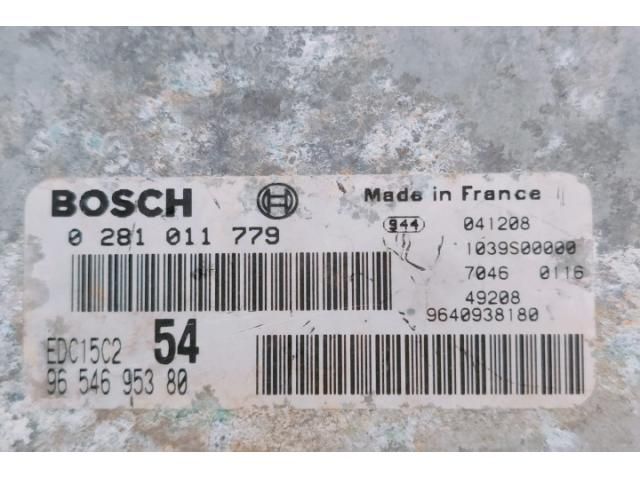 BOSCH
Made in France
0 281 011 779
944 041208
1039S00000
7046 0116
49208
9640938180
EDC15C2 54
96 546 953 80